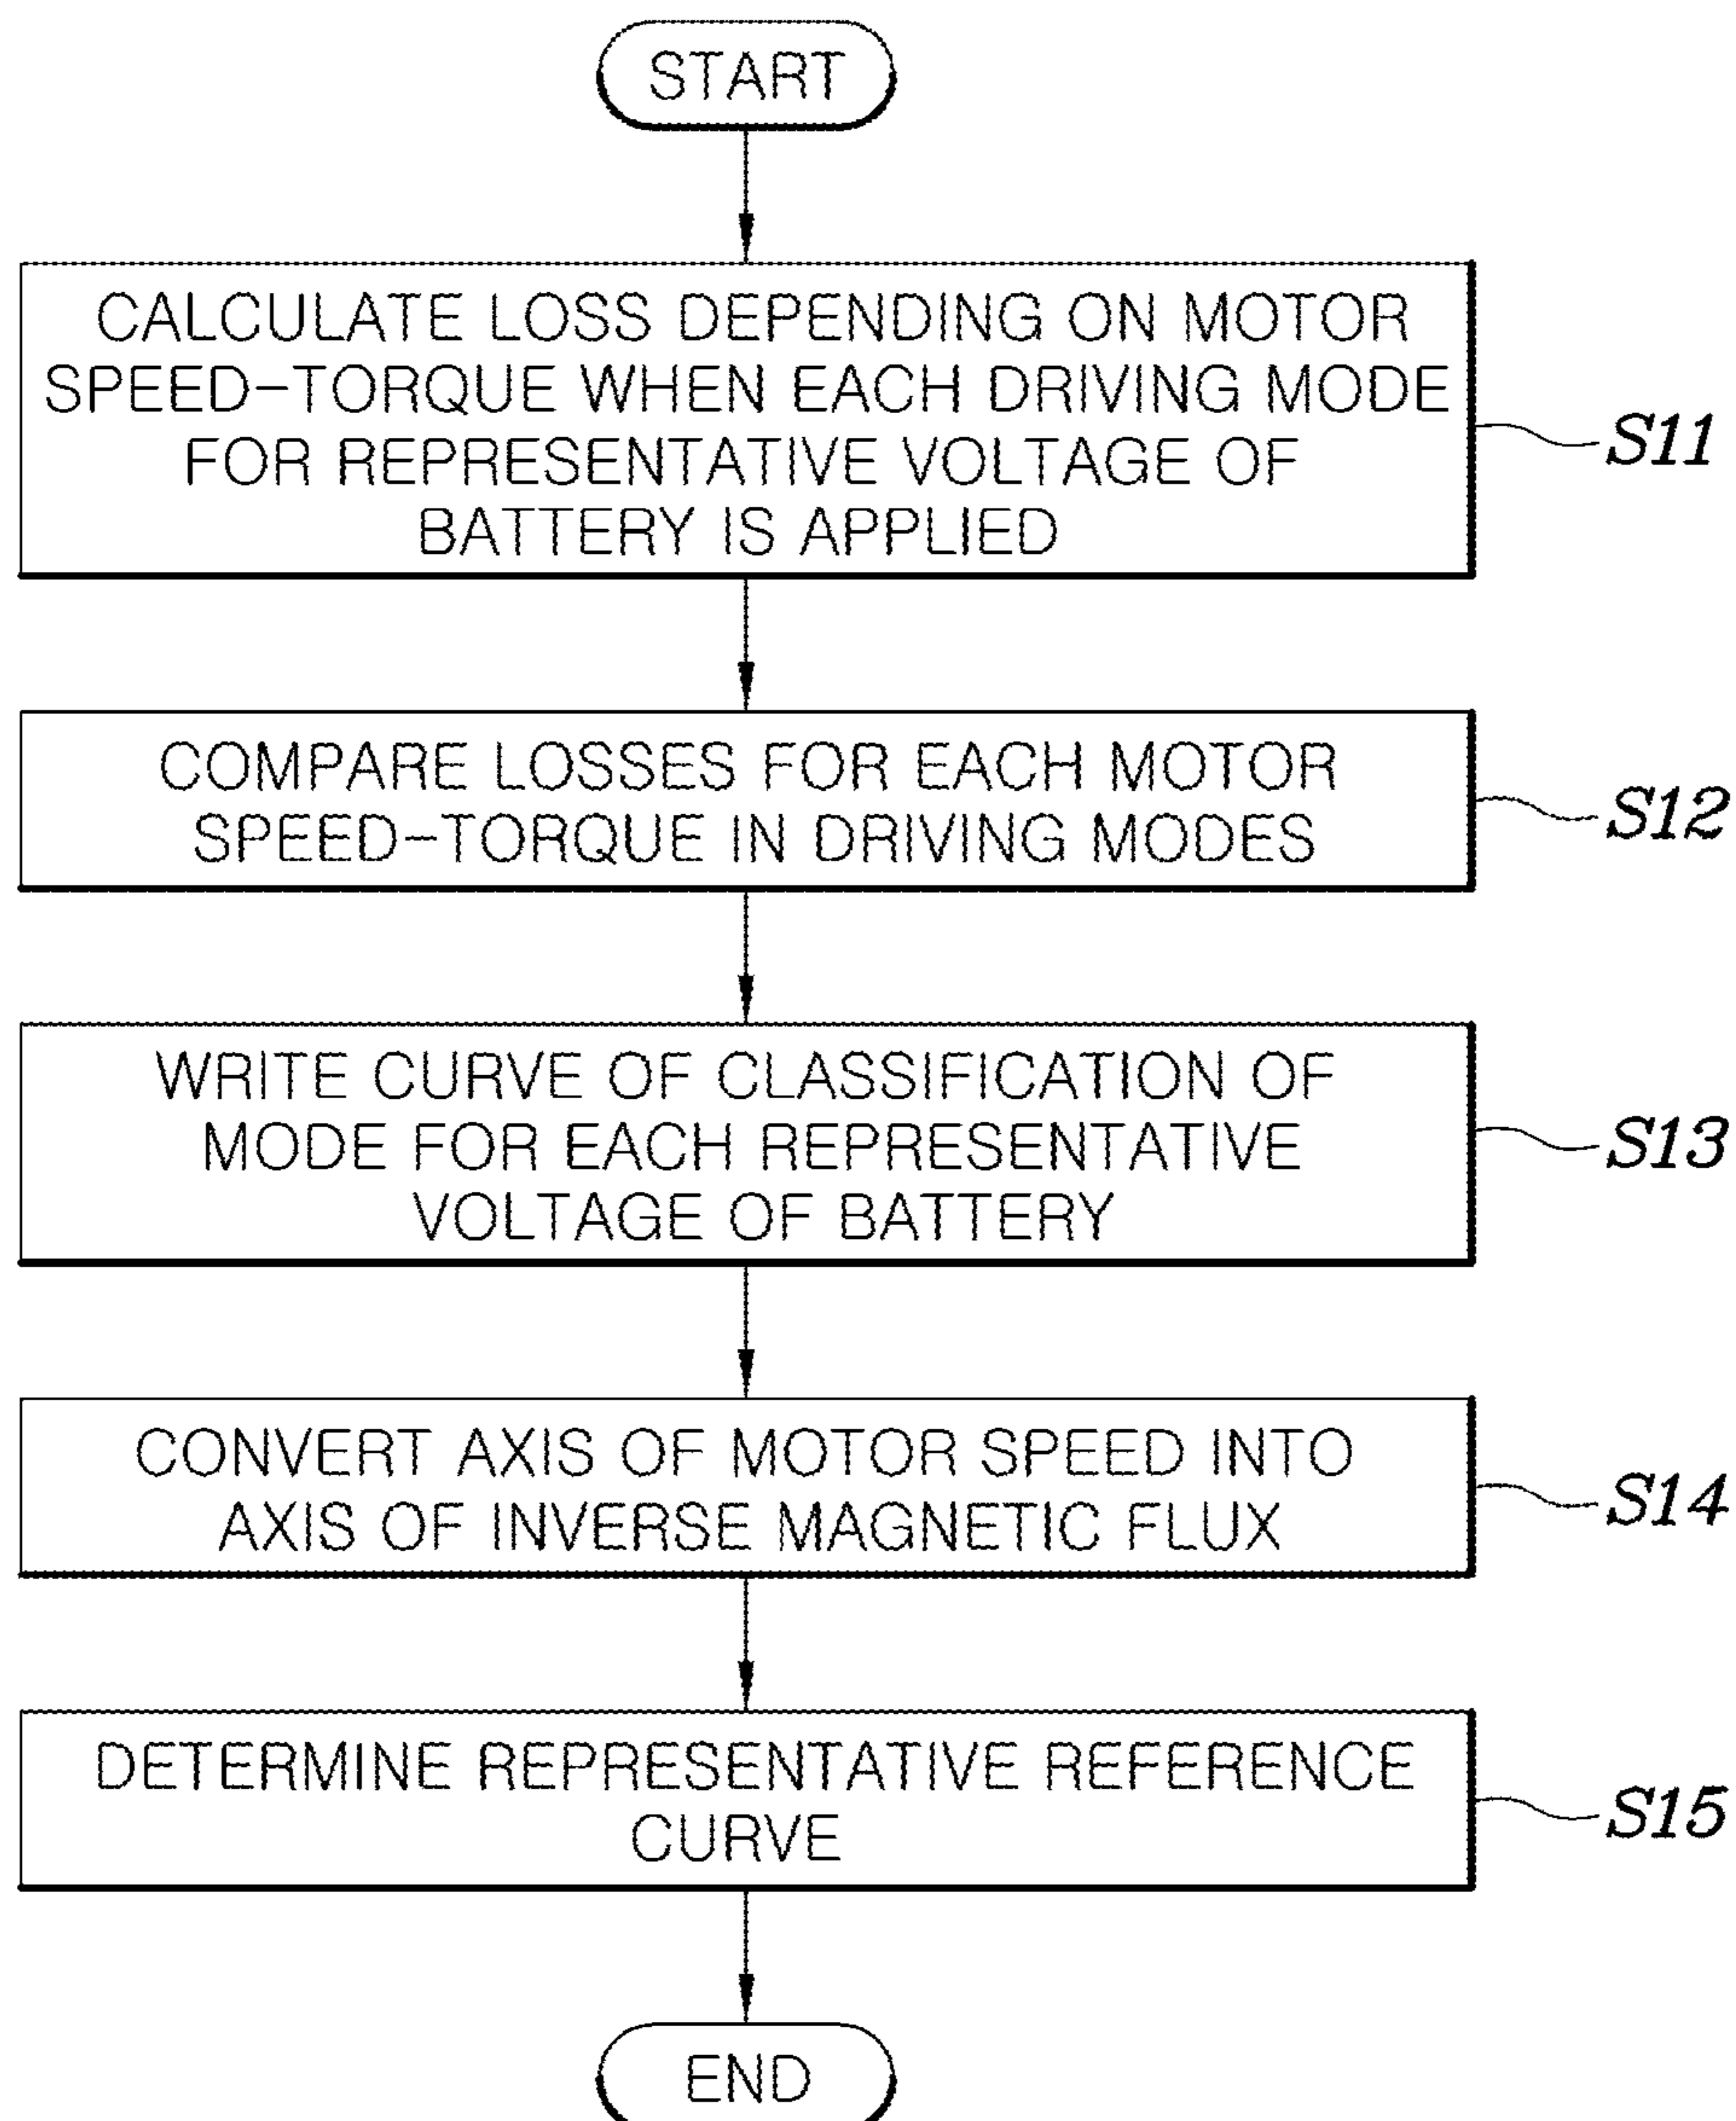 START
CALCULATE LOSS DEPENDING ON MOTOR
SPEED-TORQUE WHEN EACH DRIVING MODE
FOR REPRESENTATIVE VOLTAGE OF
BATTERY IS APPLIED
S11
COMPARE LOSSES FOR EACH MOTOR
SPEED-TORQUE IN DRIVING MODES
S12
WRITE CURVE OF CLASSIFICATION OF
MODE FOR EACH REPRESENTATIVE
VOLTAGE OF BATTERY
S13
CONVERT AXIS OF MOTOR SPEED INTO
AXIS OF INVERSE MAGNETIC FLUX
S14
DETERMINE REPRESENTATIVE REFERENCE
CURVE
S15
END